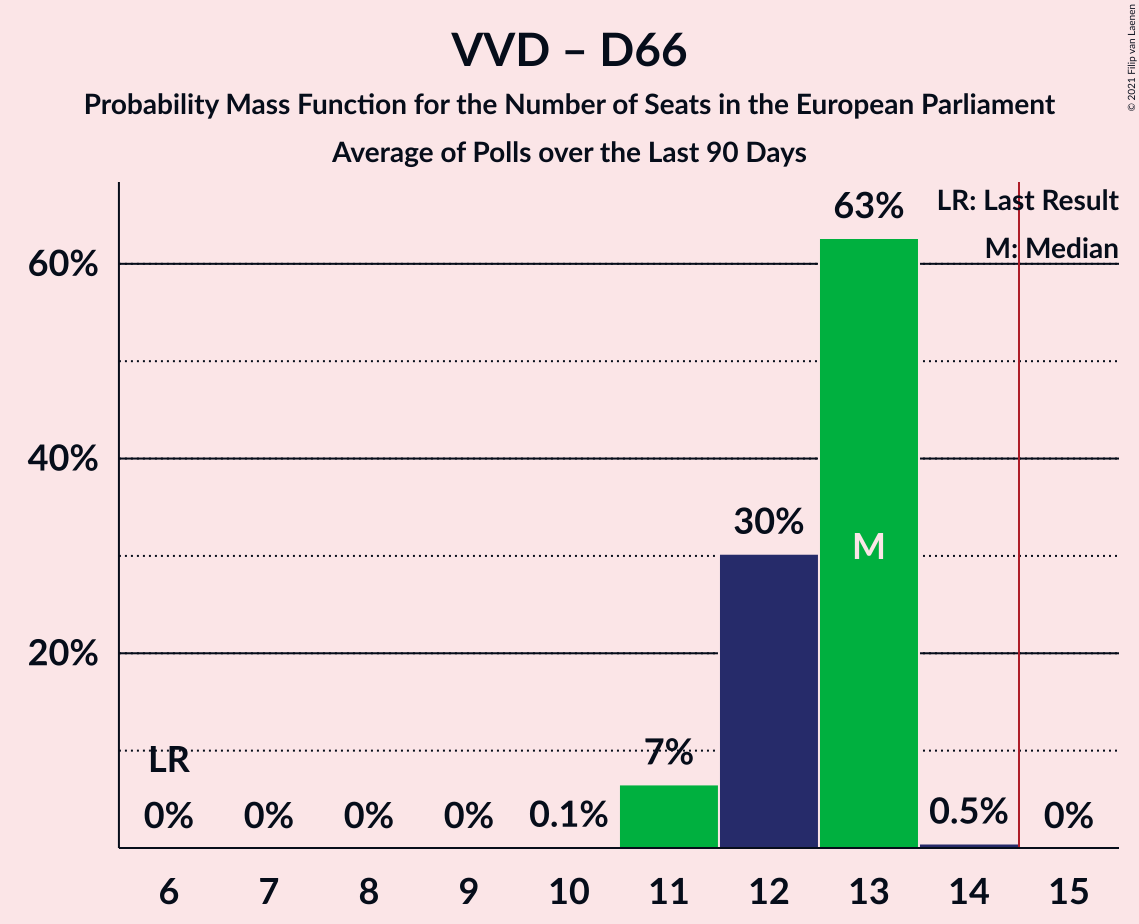 VVD – D66
Probability Mass Function for the Number of Seats in the European Parliament
Average of Polls over the Last 90 Days
© 2021 Filip van Laenen
LR: Last Result
M: Median
60%
40%
20%
63%
30%
M
LR
7%
0% 0% 0% 0% 0.1% 0.5% 0%
6 7 8 9 10 11 12 13 14 15